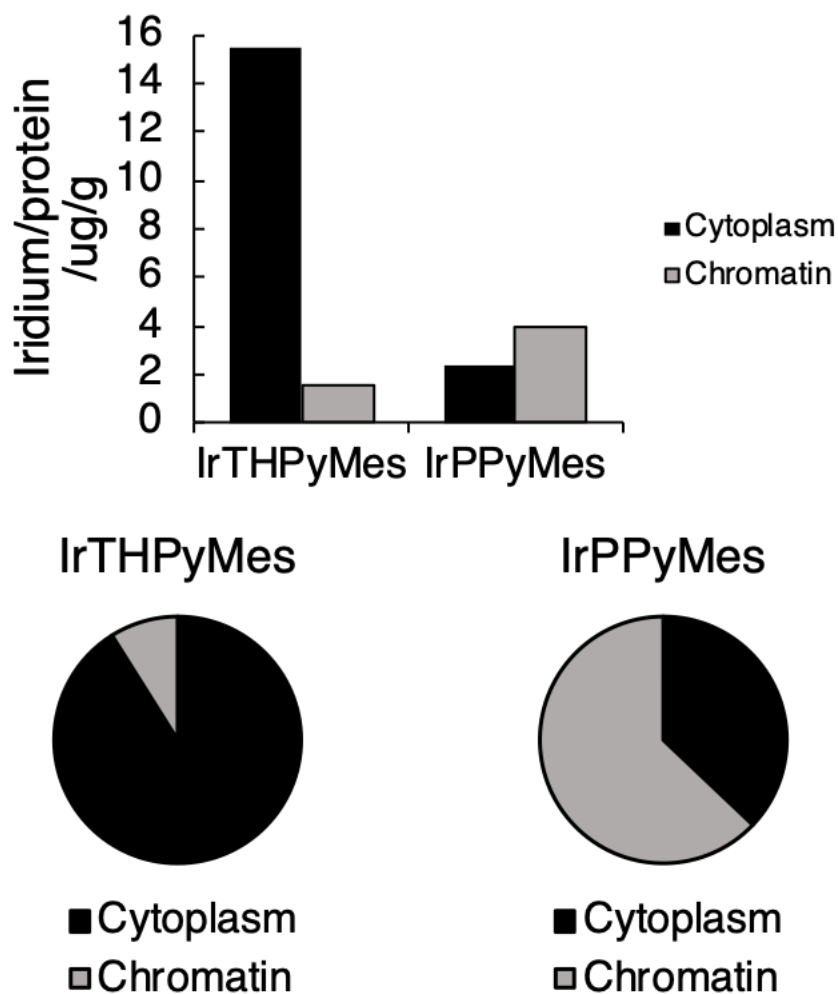 Iridium/protein
/ug/g
16
14
12
10
8
6
4
2
0
IrTHPyMes IrPPyMes
Cytoplasm
Chromatin
IrTHPyMes
Cytoplasm
Chromatin
IrPPyMes
Cytoplasm
Chromatin